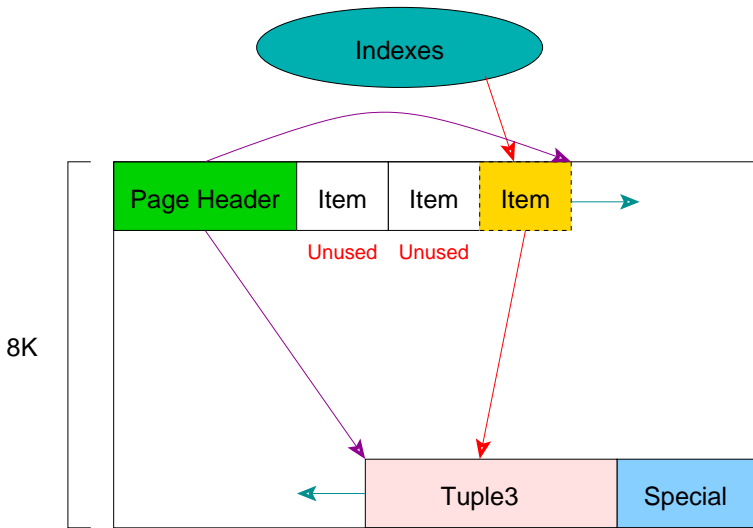 Indexes
Page Header Item Item Item
Unused Unused
8K
Tuple3 Special